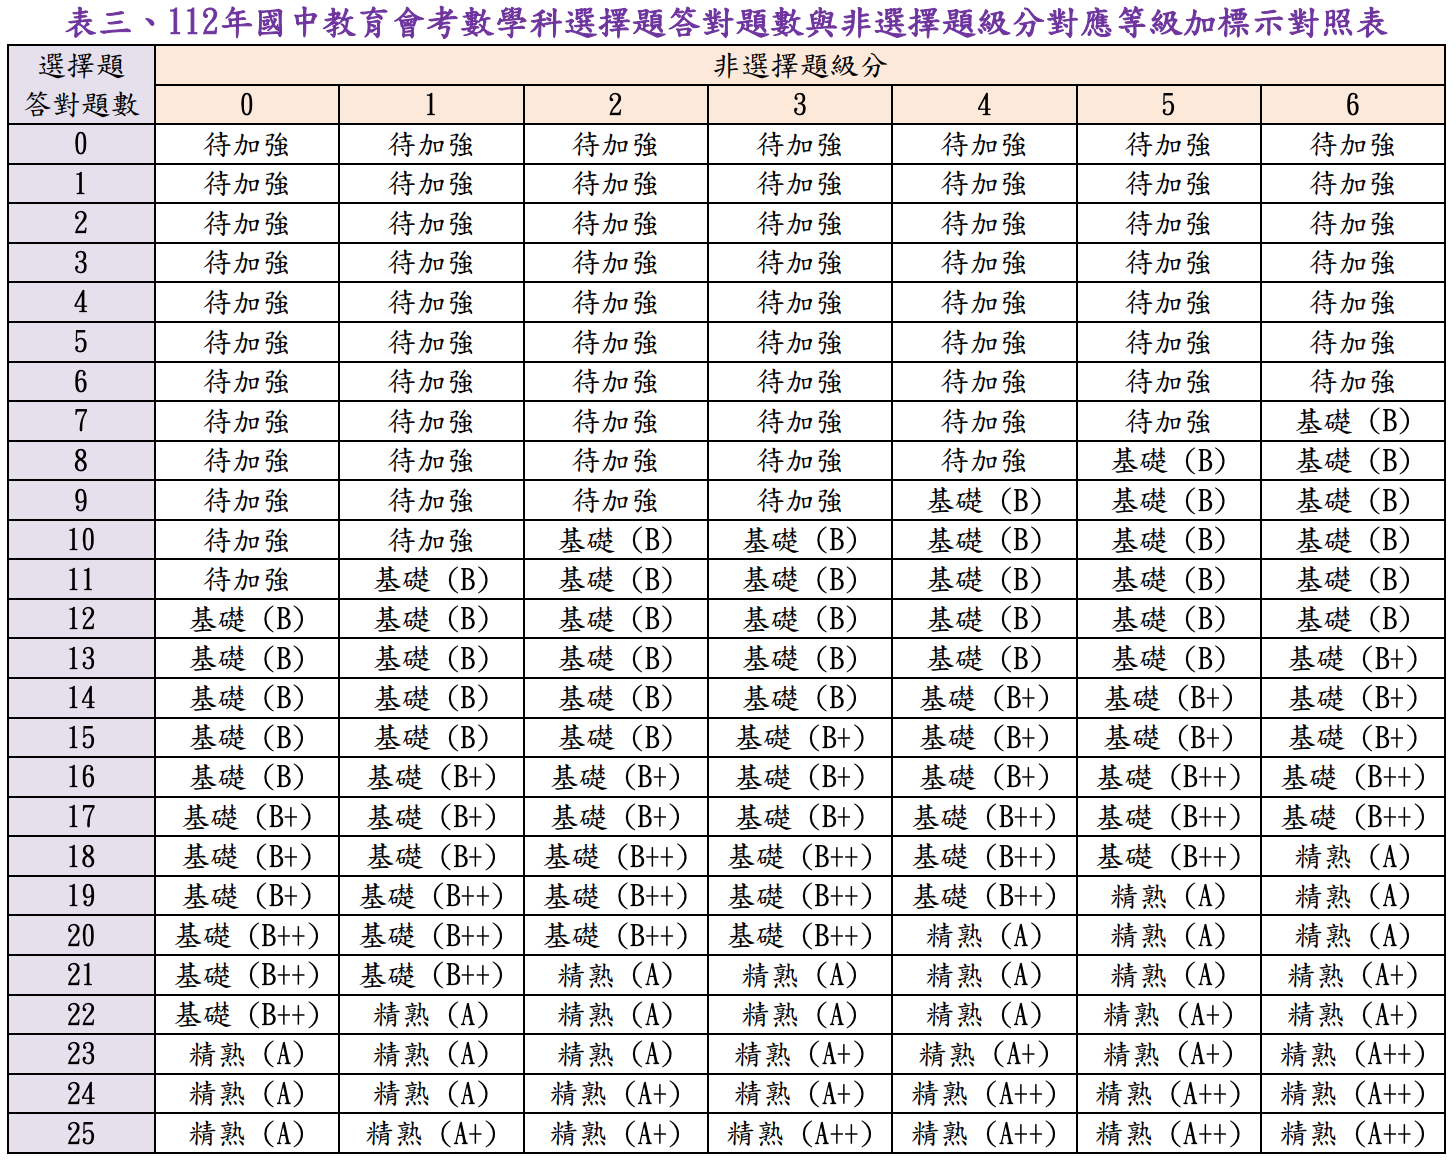 表三、112年國中教育會考數學科選擇題答對題數與非選擇題級分對應等級加標示對照表
選擇題答對題數 非選擇題級分
0 1 2 3 4 5 6
0 待加強 待加強 待加強 待加強 待加強 待加強 待加強
1 待加強 待加強 待加強 待加強 待加強 待加強 待加強
2 待加強 待加強 待加強 待加強 待加強 待加強 待加強
3 待加強 待加強 待加強 待加強 待加強 待加強 待加強
4 待加強 待加強 待加強 待加強 待加強 待加強 待加強
5 待加強 待加強 待加強 待加強 待加強 待加強 待加強
6 待加強 待加強 待加強 待加強 待加強 待加強 待加強
7 待加強 待加強 待加強 待加強 待加強 待加強 基礎(B)
8 待加強 待加強 待加強 待加強 待加強 基礎(B) 基礎(B)
9 待加強 待加強 待加強 待加強 基礎(B) 基礎(B) 基礎(B)
10 待加強 待加強 基礎(B) 基礎(B) 基礎(B) 基礎(B) 基礎(B)
11 待加強 基礎(B) 基礎(B) 基礎(B) 基礎(B) 基礎(B) 基礎(B)
12 基礎(B) 基礎(B) 基礎(B) 基礎(B) 基礎(B) 基礎(B) 基礎(B)
13 基礎(B) 基礎(B) 基礎(B) 基礎(B) 基礎(B) 基礎(B) 基礎(B+)
14 基礎(B) 基礎(B) 基礎(B) 基礎(B) 基礎(B+) 基礎(B+) 基礎(B+)
15 基礎(B) 基礎(B) 基礎(B) 基礎(B+) 基礎(B+) 基礎(B+) 基礎(B+)
16 基礎(B) 基礎(B+) 基礎(B+) 基礎(B+) 基礎(B+) 基礎(B++) 基礎(B++)
17 基礎(B+) 基礎(B+) 基礎(B+) 基礎(B+) 基礎(B++) 基礎(B++) 基礎(B++)
18 基礎(B+) 基礎(B+) 基礎(B++) 基礎(B++) 基礎(B++) 基礎(B++) 精熟(A)
19 基礎(B+) 基礎(B++) 基礎(B++) 基礎(B++) 基礎(B++) 精熟(A) 精熟(A)
20 基礎(B++) 基礎(B++) 基礎(B++) 基礎(B++) 精熟(A) 精熟(A) 精熟(A)
21 基礎(B++) 基礎(B++) 精熟(A) 精熟(A) 精熟(A) 精熟(A) 精熟(A+)
22 基礎(B++) 精熟(A) 精熟(A) 精熟(A) 精熟(A) 精熟(A+) 精熟(A+)
23 精熟(A) 精熟(A) 精熟(A) 精熟(A+) 精熟(A+) 精熟(A+) 精熟(A++)
24 精熟(A) 精熟(A) 精熟(A+) 精熟(A+) 精熟(A++) 精熟(A++) 精熟(A++)
25 精熟(A) 精熟(A+) 精熟(A+) 精熟(A++) 精熟(A++) 精熟(A++) 精熟(A++)